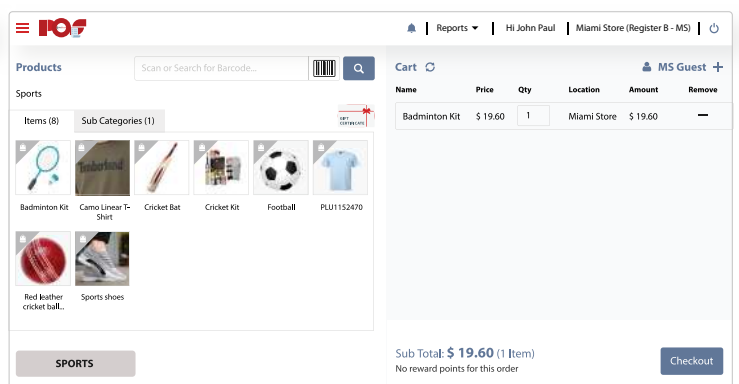 POS
Reports
Hi John Paul
Miami Store (Register B - MS)
Products
Scan or Search for Barcode...
Sports
Items (8)
Sub Categories (1)
GIFT
CERTIFICATE
Timberland
Badminton Kit
Camo Linear T-
Shirt
Cricket Bat
Cricket Kit
Football
PLU1152470
Red leather
cricket ball...
Sports shoes
SPORTS
Cart
MS Guest
Name Price Qty Location Amount Remove
Badminton Kit $ 19.60 1 Miami Store $ 19.60
Sub Total: $ 19.60 (1 Item)
No reward points for this order
Checkout